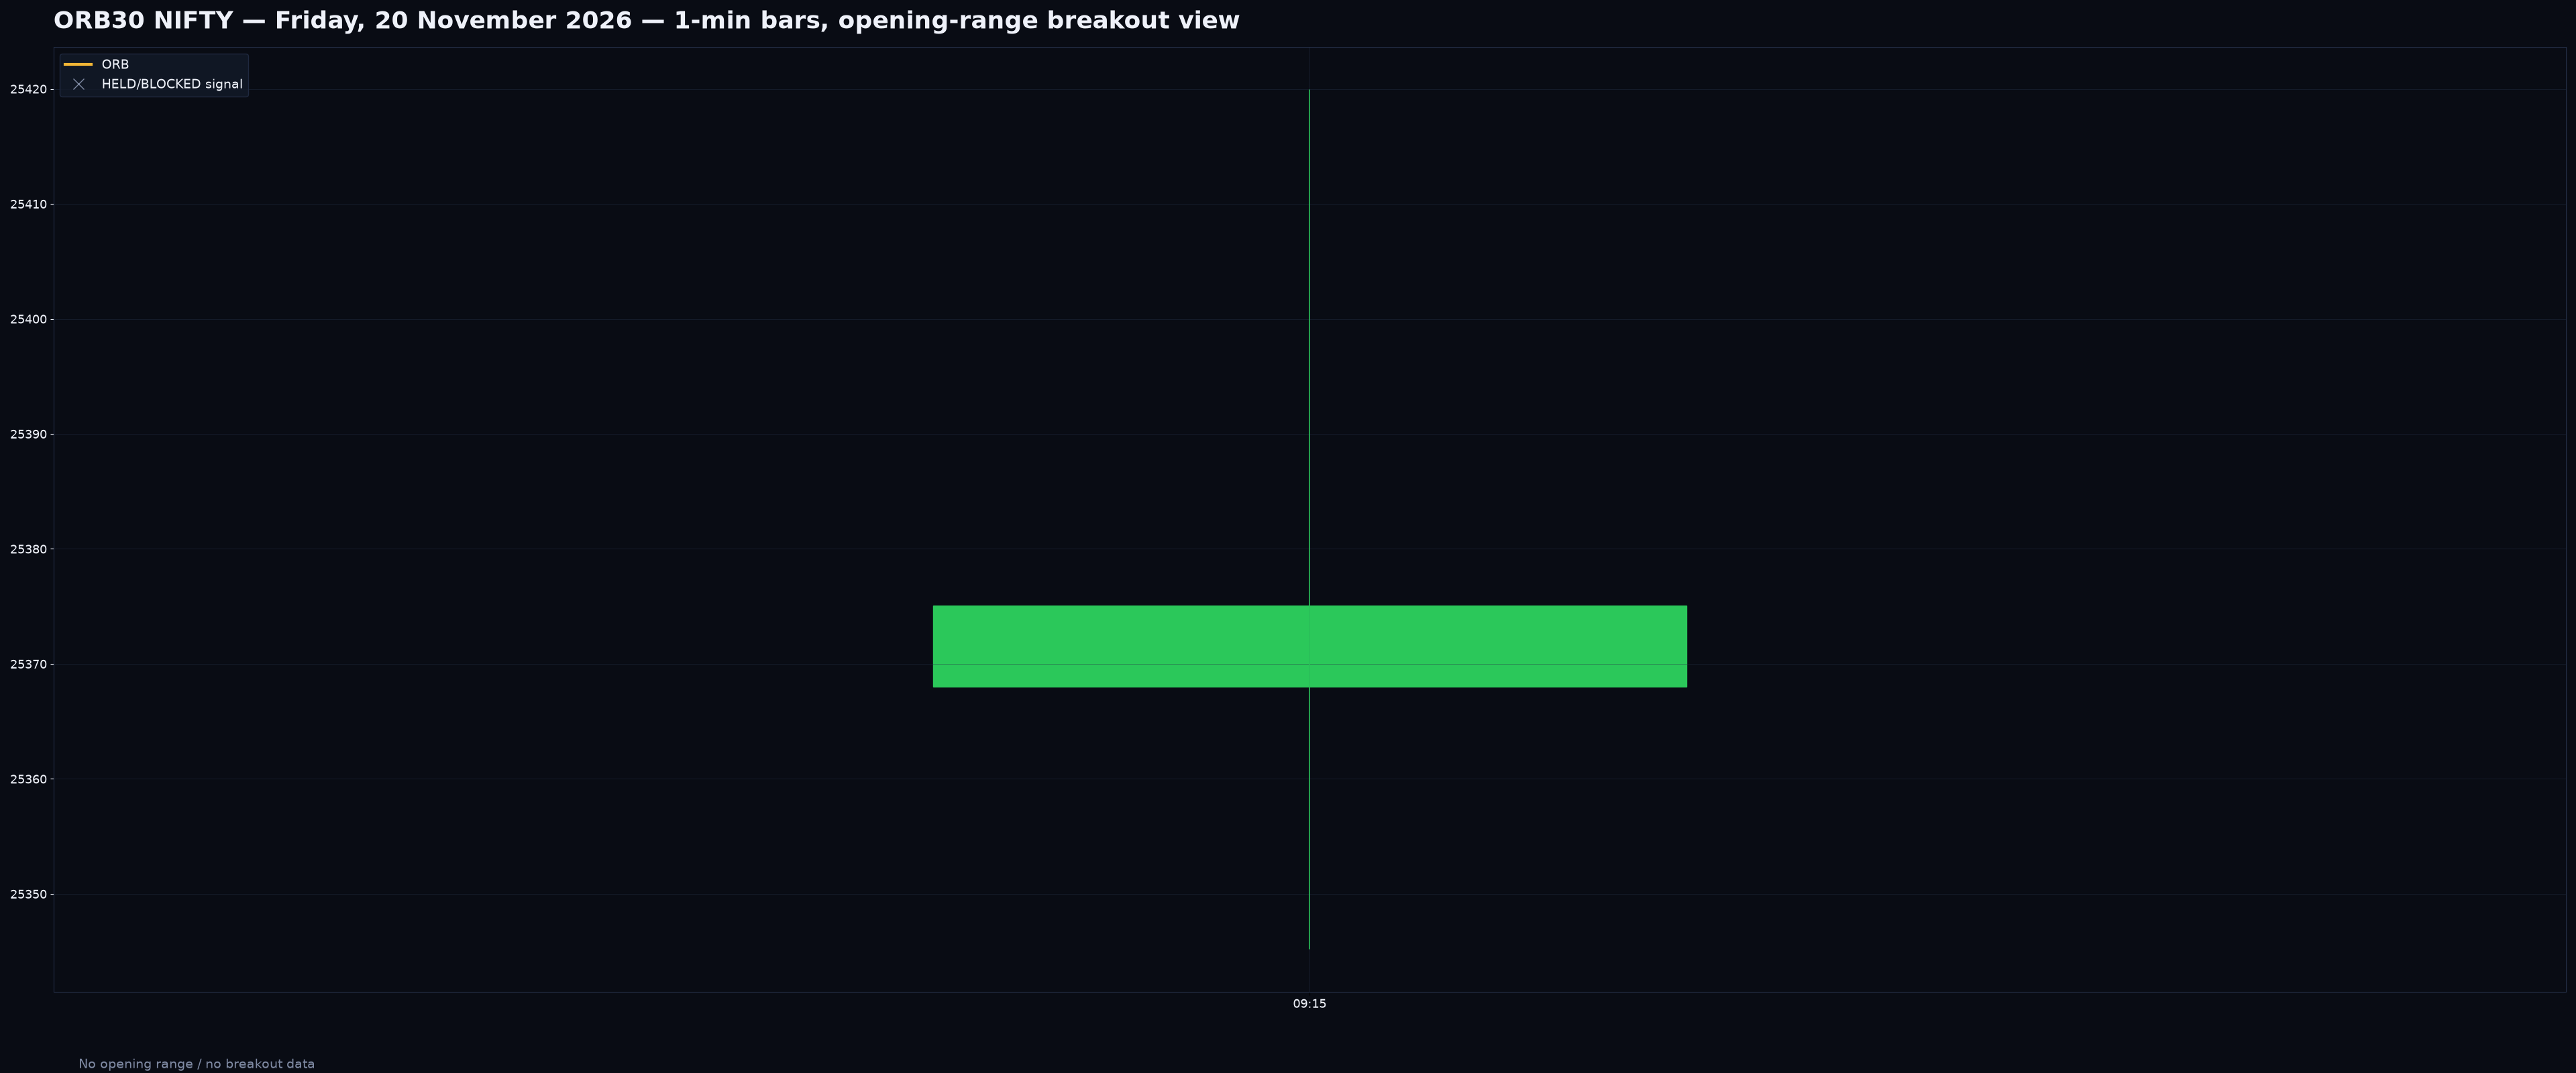 ORB30 NIFTY — Friday, 20 November 2026 — 1-min bars, opening-range breakout view
ORB
HELD/BLOCKED signal
25420
25410
25400
25390
25380
25370
25360
25350
09:15
No opening range / no breakout data